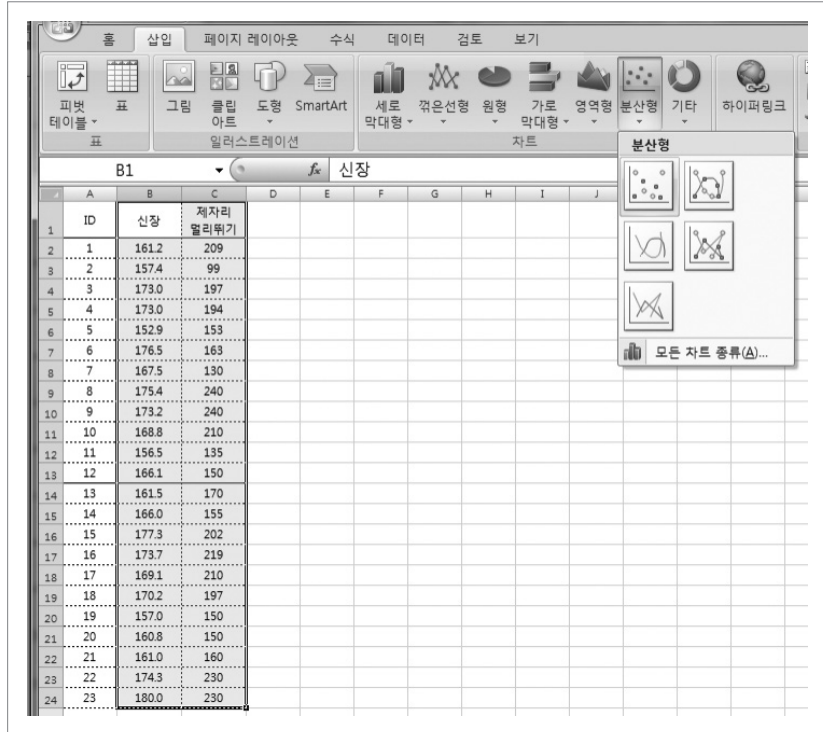 홈 삽입 페이지 레이아웃 수식 데이터 검토 보기
피벗 테이블 표 그림 클립 아트 도형 SmartArt 세로 막대형 꺾은선형 원형 가로 막대형 영역형 분산형 기타 하이퍼링크
표 일러스트레이션 차트
분산형
모든 차트 종류(A)...
B1 fx 신장
A B C D E F G H I J
1 ID 신장 제자리 멀리뛰기
2 1 161.2 209
3 2 157.4 99
4 3 173.0 197
5 4 173.0 194
6 5 152.9 153
7 6 176.5 163
8 7 167.5 130
9 8 175.4 240
10 9 173.2 240
11 10 168.8 210
12 11 156.5 135
13 12 166.1 150
14 13 161.5 170
15 14 166.0 155
16 15 177.3 202
17 16 173.7 219
18 17 169.1 210
19 18 170.2 197
20 19 157.0 150
21 20 160.8 150
22 21 161.0 160
23 22 174.3 230
24 23 180.0 230